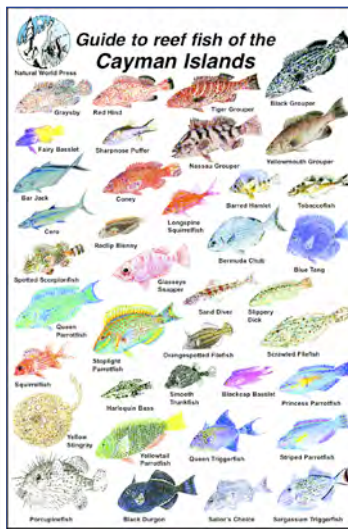 Guide to reef fish of the
Cayman Islands
Natural World Press
Graysby
Red Hind
Tiger Grouper
Black Grouper
Fairy Basslet
Sharpnose Puffer
Nassau Grouper
Yellowmouth Grouper
Bar Jack
Coney
Longspine
Squirrelfish
Barred Hamlet
Tobaccofish
Cero
Redlip Blenny
Bermuda Chub
Blue Tang
Spotted Scorpionfish
Glasseye
Snapper
Sand Diver
Slippery
Dick
Queen
Parrotfish
Stoplight
Parrotfish
Orangespotted Filefish
Scrawled Filefish
Squirrelfish
Harlequin Bass
Smooth
Trunkfish
Blackcap Basslet
Princess Parrotfish
Yellow
Stingray
Yellowtail
Parrotfish
Queen Triggerfish
Striped Parrotfish
Porcupinefish
Black Durgon
Sailor's Choice
Sargassum Triggerfish